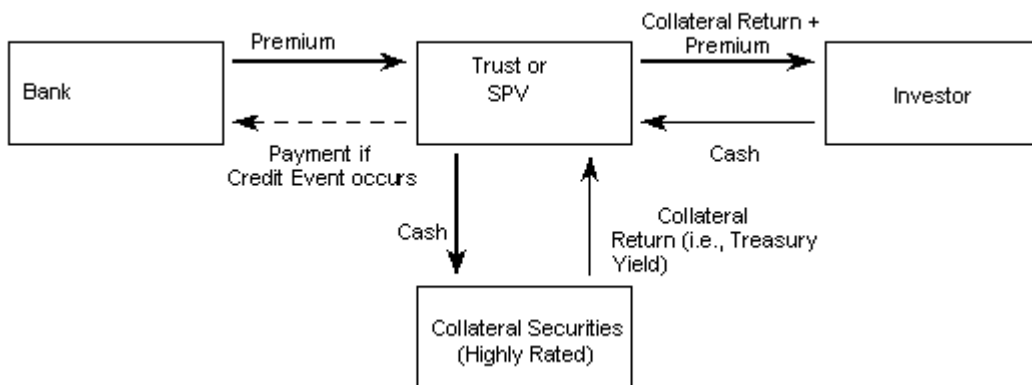 Premium
Bank
Payment if
Credit Event occurs
Trust or
SPV
Collateral Return +
Premium
Investor
Cash
Cash
Collateral
Return (i.e., Treasury
Yield)
Collateral Securities
(Highly Rated)